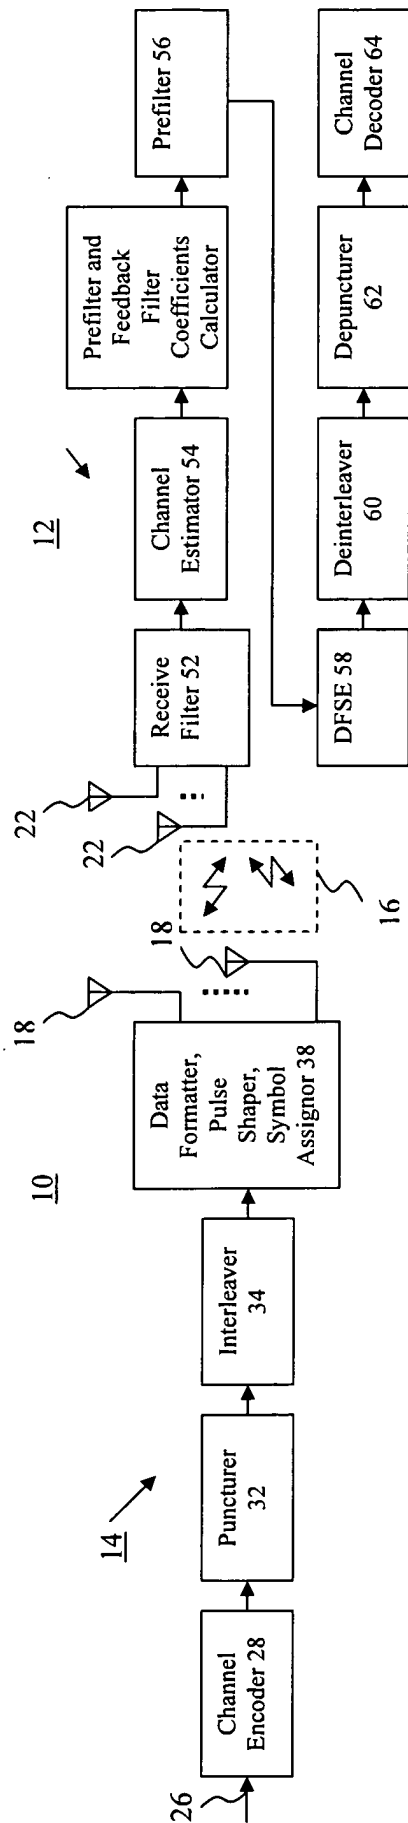 10
12
14
26
Channel
Encoder 28
Puncturer
32
Interleaver
34
Data
Formatter,
Pulse
Shaper,
Symbol
Assignor 38
18
18
16
22
22
Receive
Filter 52
Channel
Estimator 54
Prefilter and
Feedback
Filter
Coefficients
Calculator
Prefilter 56
DFSE 58
Deinterleaver
60
Depuncturer
62
Channel
Decoder 64